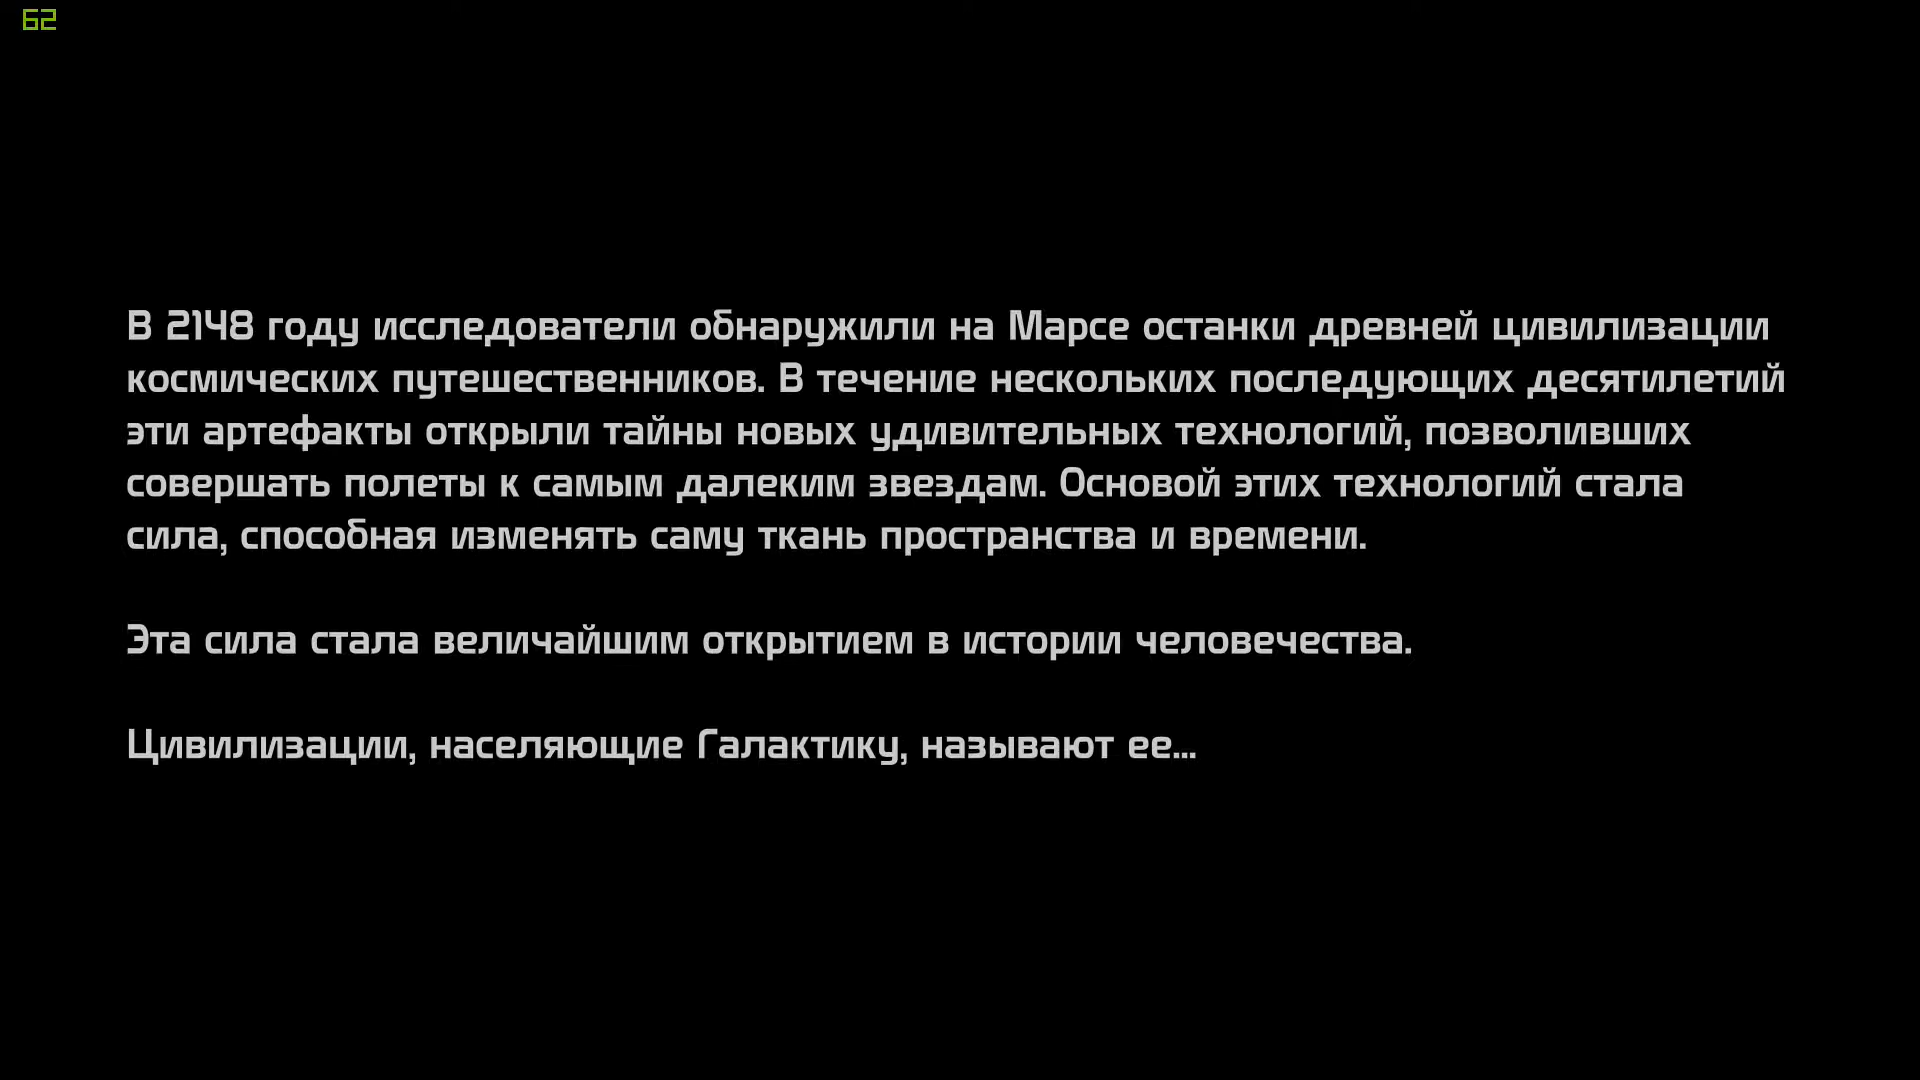 62
В 2148 году исследователи обнаружили на Марсе останки древней цивилизации
космических путешественников. В течение нескольких последующих десятилетий
эти артефакты открыли тайны новых удивительных технологий, позволивших
совершать полеты к самым далеким звездам. Основой этих технологий стала
сила, способная изменять саму ткань пространства и времени.
Эта сила стала величайшим открытием в истории человечества.
Цивилизации, населяющие Галактику, называют ее...